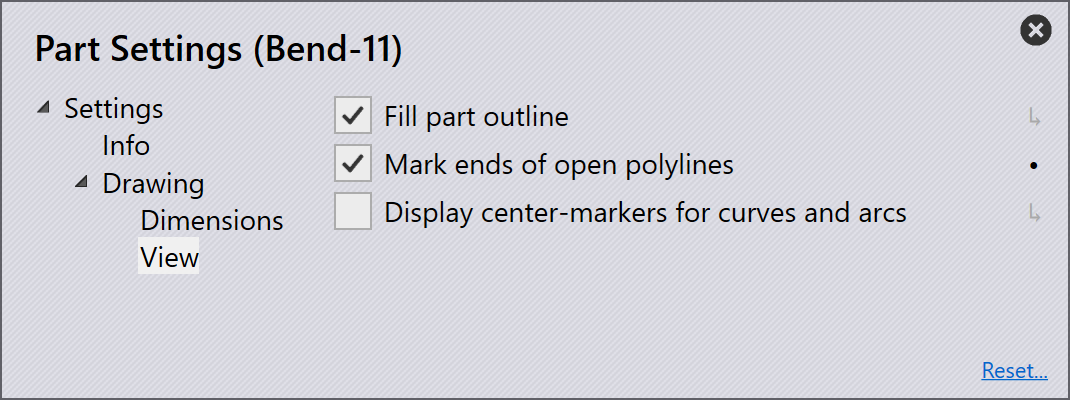 Part Settings (Bend-11)
Settings
Info
Drawing
Dimensions
View
Fill part outline
Mark ends of open polylines
Display center-markers for curves and arcs
Reset...